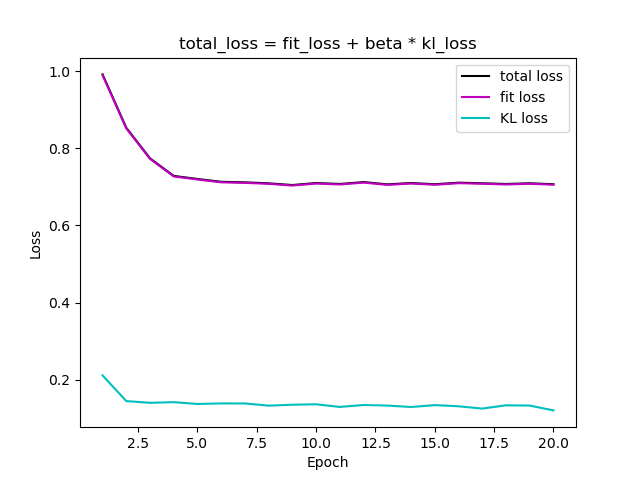 total_loss = fit_loss + beta * kl_loss
1.0
0.8
0.6
0.4
0.2
Loss
total loss
fit loss
KL loss
2.5 5.0 7.5 10.0 12.5 15.0 17.5 20.0
Epoch